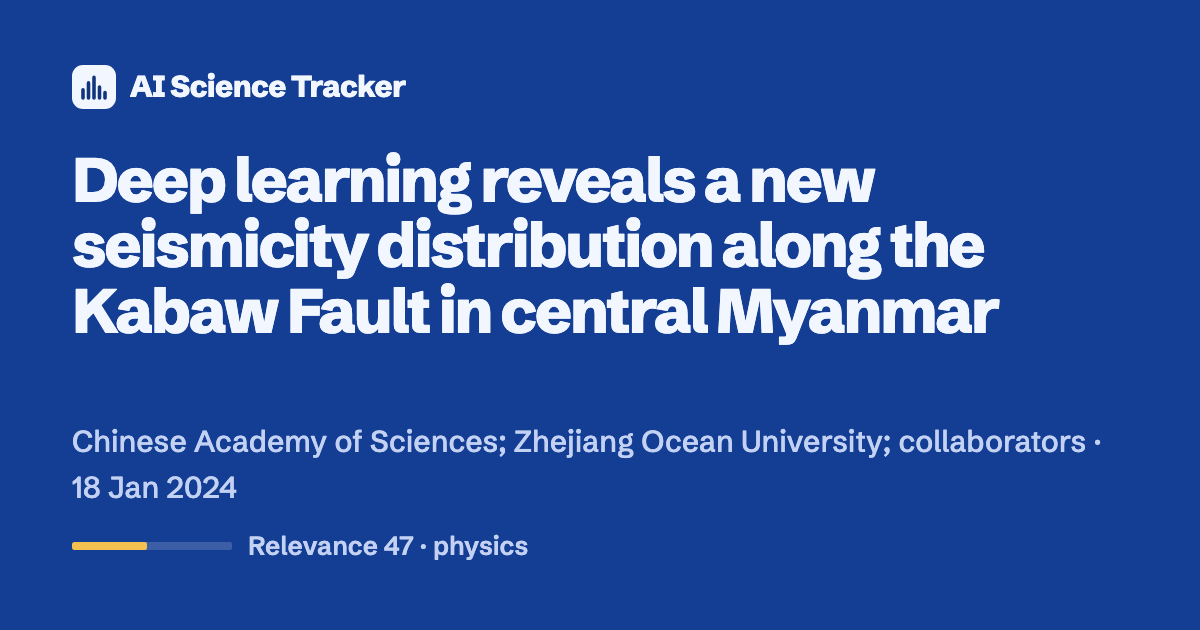 AI Science Tracker
Deep learning reveals a new
seismicity distribution along the
Kabaw Fault in central Myanmar
Chinese Academy of Sciences; Zhejiang Ocean University; collaborators ·
18 Jan 2024
Relevance 47 · physics